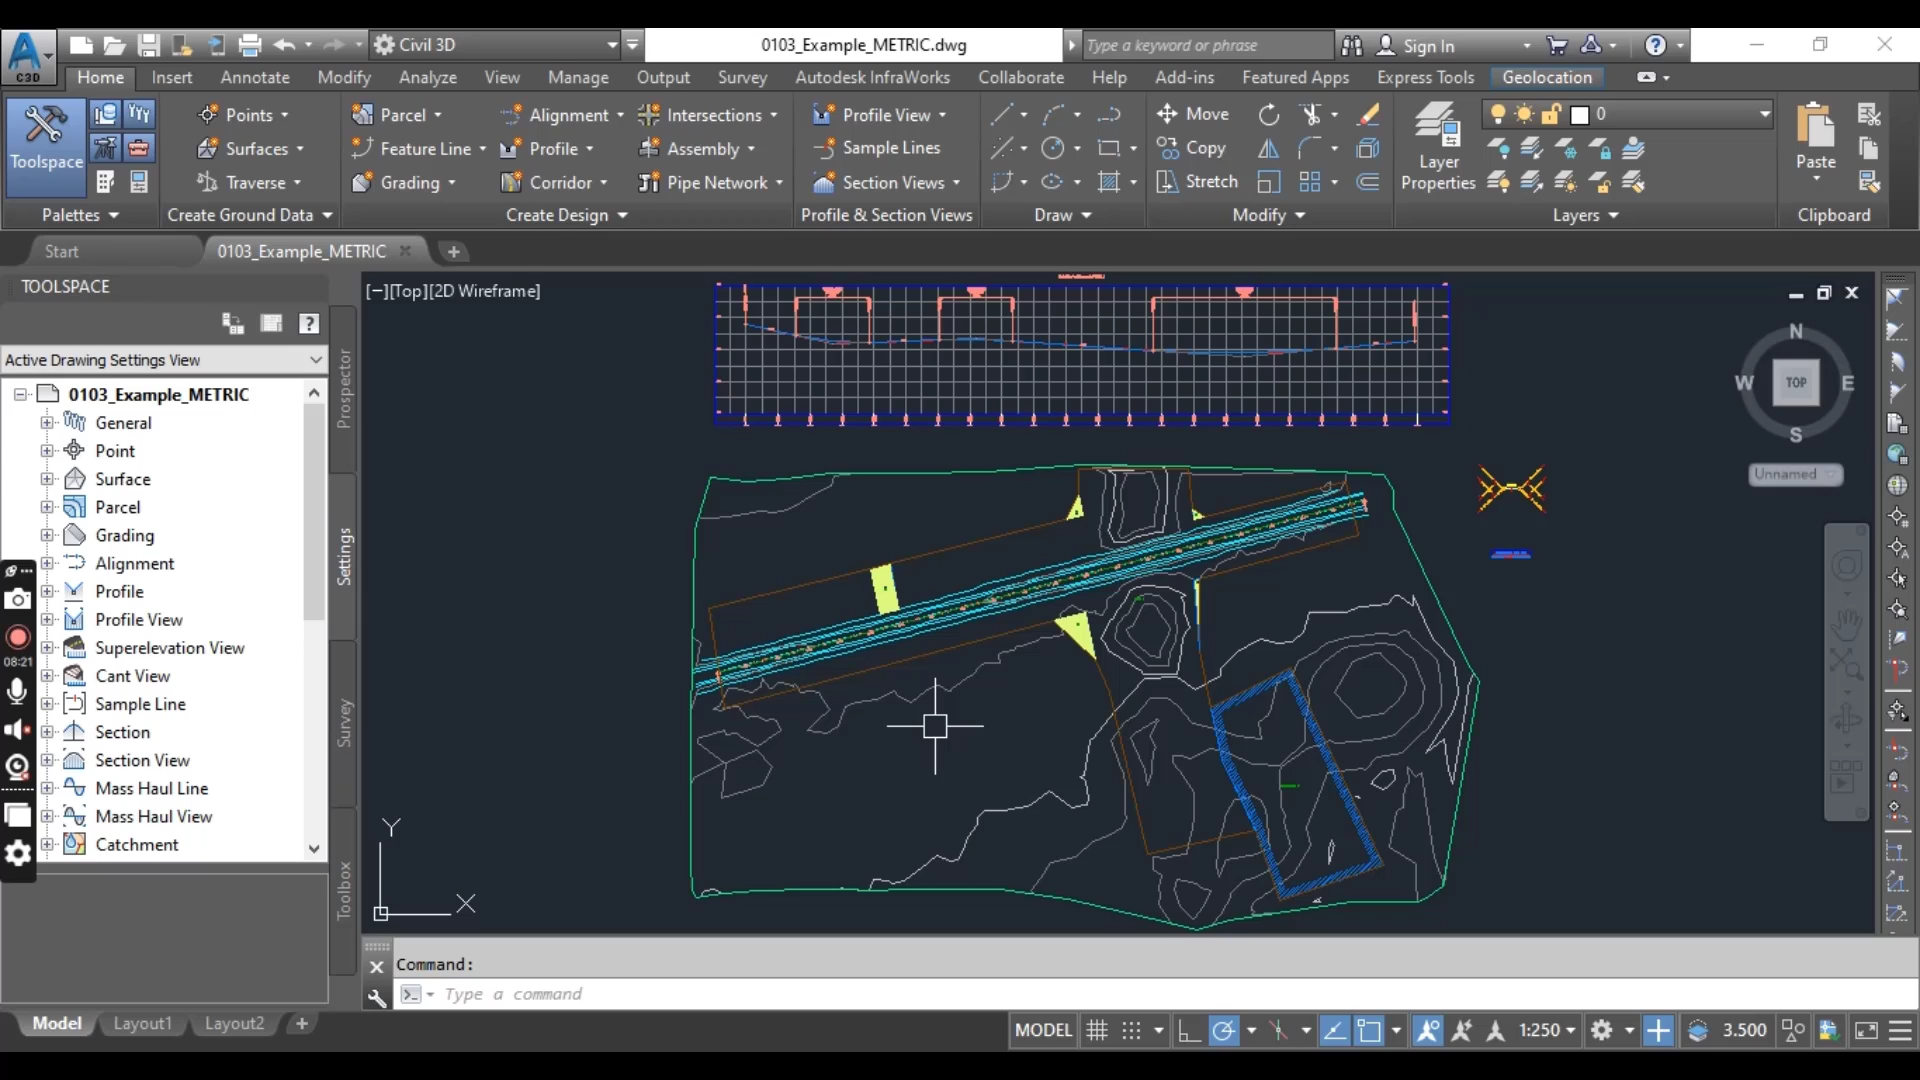 C3D
Civil 3D
0103_Example_METRIC.dwg
Type a keyword or phrase
Sign In
?
Home Insert Annotate Modify Analyze View Manage Output Survey Autodesk InfraWorks Collaborate Help Add-ins Featured Apps Express Tools Geolocation
Points Parcel Alignment Intersections Profile View Move 0
Surfaces Feature Line Profile Assembly Sample Lines Copy
Toolspace Layer Properties Paste
Traverse Grading Corridor Pipe Network Section Views Stretch
Palettes Create Ground Data Create Design Profile & Section Views Draw Modify Layers Clipboard
Start 0103_Example_METRIC
TOOLSPACE
?
Active Drawing Settings View
0103_Example_METRIC
General
Point
Surface
Parcel
Grading
Alignment
Profile
Profile View
Superelevation View
Cant View
Sample Line
Section
Section View
Mass Haul Line
Mass Haul View
Catchment
08:21
Prospector
Settings
Survey
Toolbox
[−][Top][2D Wireframe]
N
W TOP E
S
Unnamed
Y
X
Command:
Type a command
Model Layout1 Layout2
MODEL 1:250 3.500